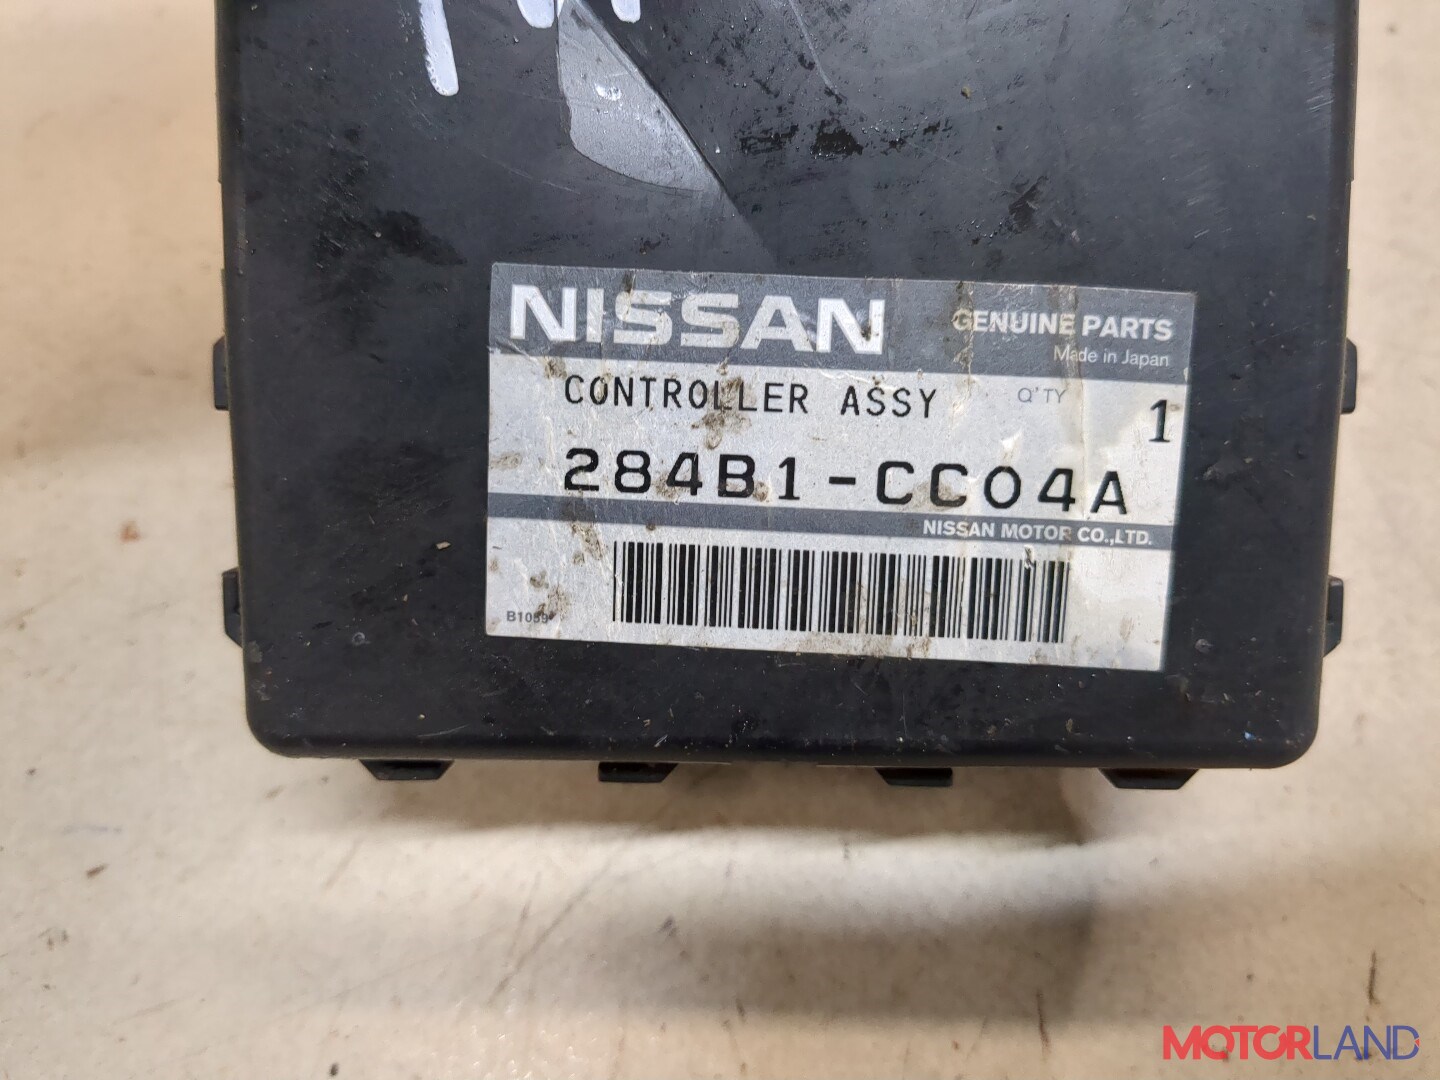 NISSAN
GENUINE PARTS
Made in Japan
CONTROLLER ASSY Q'TY 1
284B1-CC04A
NISSAN MOTOR CO.,LTD.
MOTORLAND